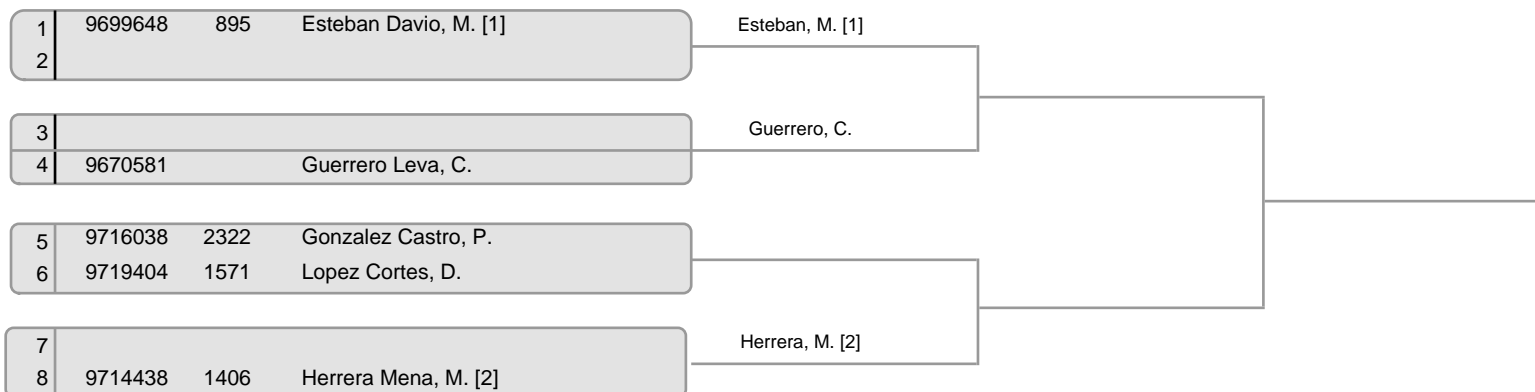 1 9699648 895 Esteban Davio, M. [1]
Esteban, M. [1]
2
3
Guerrero, C.
4 9670581 Guerrero Leva, C.
5 9716038 2322 Gonzalez Castro, P.
6 9719404 1571 Lopez Cortes, D.
7
Herrera, M. [2]
8 9714438 1406 Herrera Mena, M. [2]